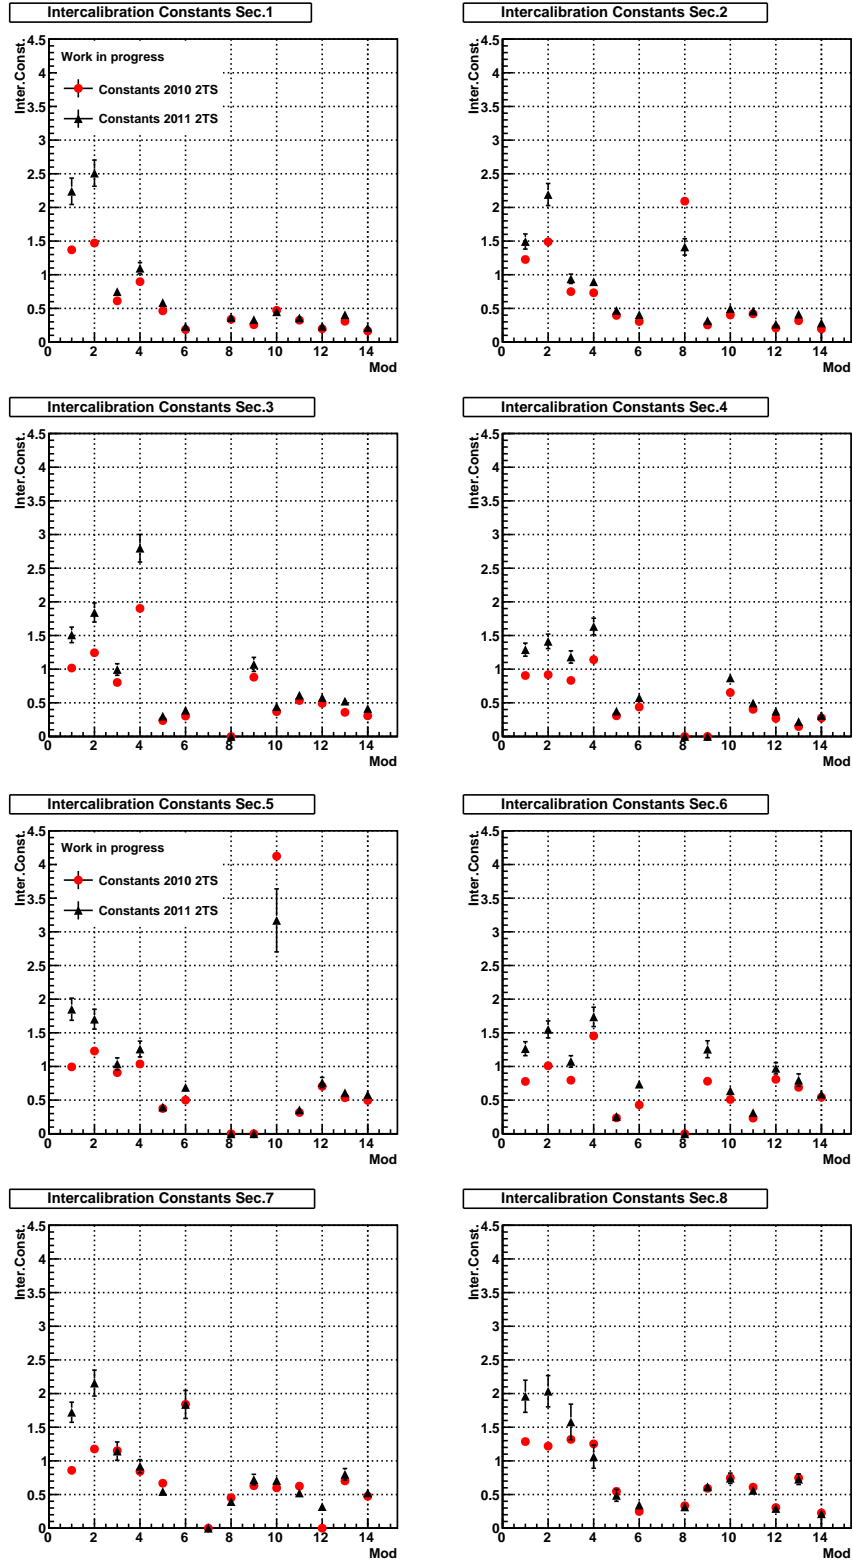 Intercalibration Constants Sec.1
Inter.Const.
4.5
4
3.5
3
2.5
2
1.5
1
0.5
0
Work in progress
Constants 2010 2TS
Constants 2011 2TS
0 2 4 6 8 10 12 14
Mod
Intercalibration Constants Sec.2
Inter.Const.
4.5
4
3.5
3
2.5
2
1.5
1
0.5
0
0 2 4 6 8 10 12 14
Mod
Intercalibration Constants Sec.3
Inter.Const.
4.5
4
3.5
3
2.5
2
1.5
1
0.5
0
0 2 4 6 8 10 12 14
Mod
Intercalibration Constants Sec.4
Inter.Const.
4.5
4
3.5
3
2.5
2
1.5
1
0.5
0
0 2 4 6 8 10 12 14
Mod
Intercalibration Constants Sec.5
Inter.Const.
4.5
4
3.5
3
2.5
2
1.5
1
0.5
0
Work in progress
Constants 2010 2TS
Constants 2011 2TS
0 2 4 6 8 10 12 14
Mod
Intercalibration Constants Sec.6
Inter.Const.
4.5
4
3.5
3
2.5
2
1.5
1
0.5
0
0 2 4 6 8 10 12 14
Mod
Intercalibration Constants Sec.7
Inter.Const.
4.5
4
3.5
3
2.5
2
1.5
1
0.5
0
0 2 4 6 8 10 12 14
Mod
Intercalibration Constants Sec.8
Inter.Const.
4.5
4
3.5
3
2.5
2
1.5
1
0.5
0
0 2 4 6 8 10 12 14
Mod